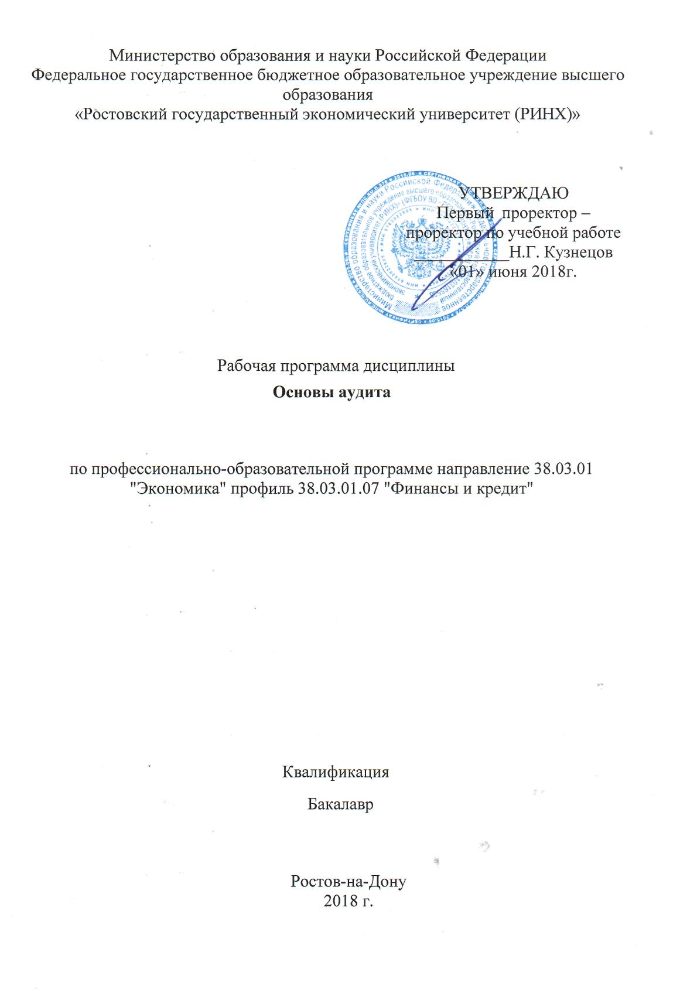 Министерство образования и науки Российской Федерации
Федеральное государственное бюджетное образовательное учреждение высшего
образования
«Ростовский государственный экономический университет (РИНХ)»
УТВЕРЖДАЮ
Первый проректор –
проректор по учебной работе
____________Н.Г. Кузнецов
«01» июня 2018г.
Рабочая программа дисциплины
Основы аудита
по профессионально-образовательной программе направление 38.03.01
"Экономика" профиль 38.03.01.07 "Финансы и кредит"
Квалификация
Бакалавр
Ростов-на-Дону
2018 г.